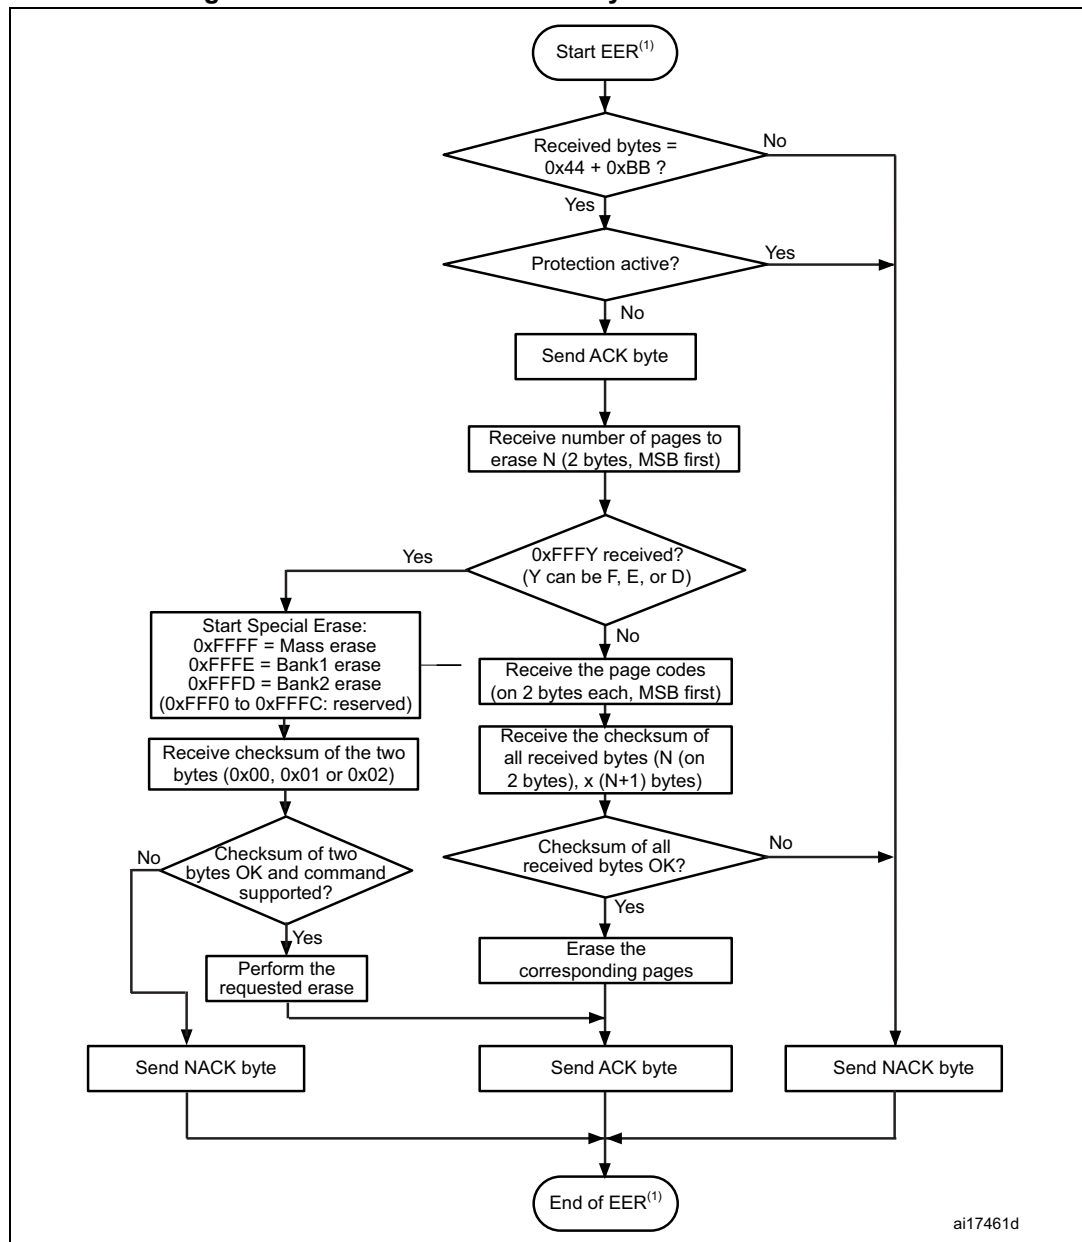 Start EER(1)
Received bytes =
0x44 + 0xBB ?
No
Yes
Protection active?
Yes
No
Send ACK byte
Receive number of pages to
erase N (2 bytes, MSB first)
0xFFFY received?
(Y can be F, E, or D)
Yes
No
Start Special Erase:
0xFFFF = Mass erase
0xFFFE = Bank1 erase
0xFFFD = Bank2 erase
(0xFFF0 to 0xFFFC: reserved)
Receive the page codes
(on 2 bytes each, MSB first)
Receive checksum of the two
bytes (0x00, 0x01 or 0x02)
Receive the checksum of
all received bytes (N (on
2 bytes), x (N+1) bytes)
No
Checksum of two
bytes OK and command
supported?
Checksum of all
received bytes OK?
No
Yes
Yes
Perform the
requested erase
Erase the
corresponding pages
Send NACK byte
Send ACK byte
Send NACK byte
End of EER(1)
ai17461d